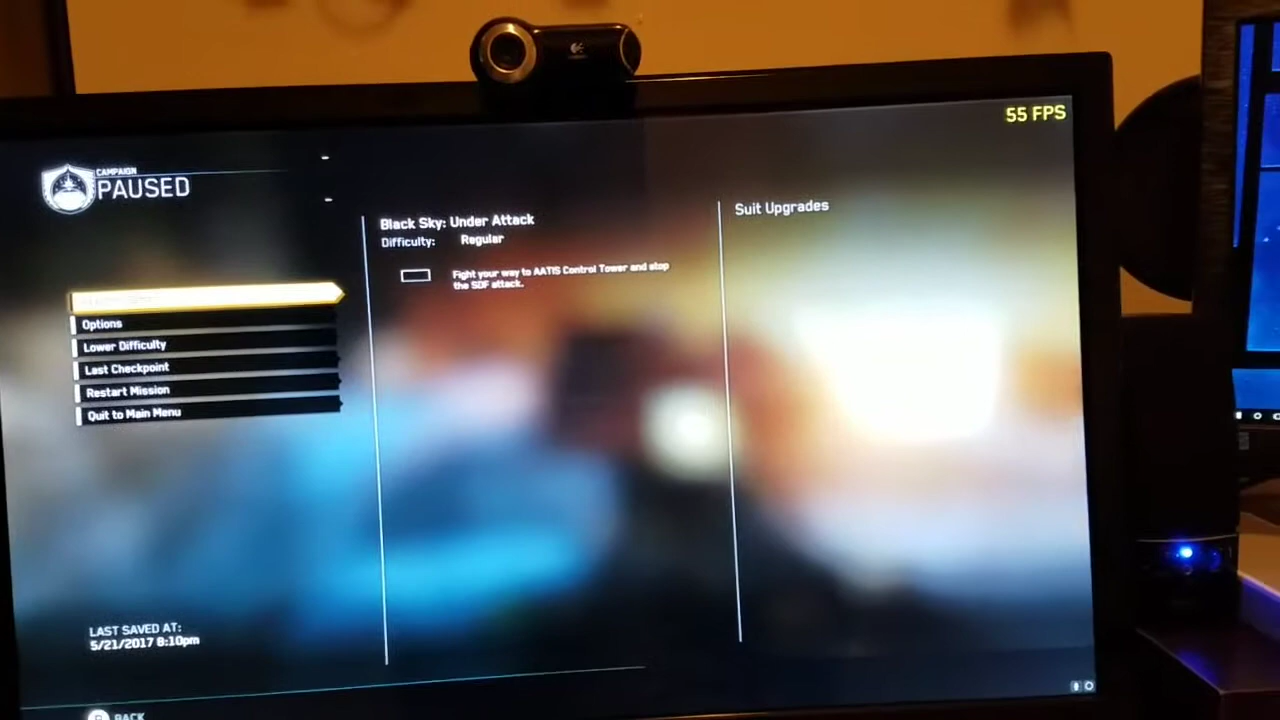 55 FPS
CAMPAIGN
PAUSED
Black Sky: Under Attack
Difficulty: Regular
Suit Upgrades
Fight your way to AATIS Control Tower and stop
the SDF attack.
Options
Lower Difficulty
Last Checkpoint
Restart Mission
Quit to Main Menu
LAST SAVED AT:
5/21/2017 8:10pm
BACK